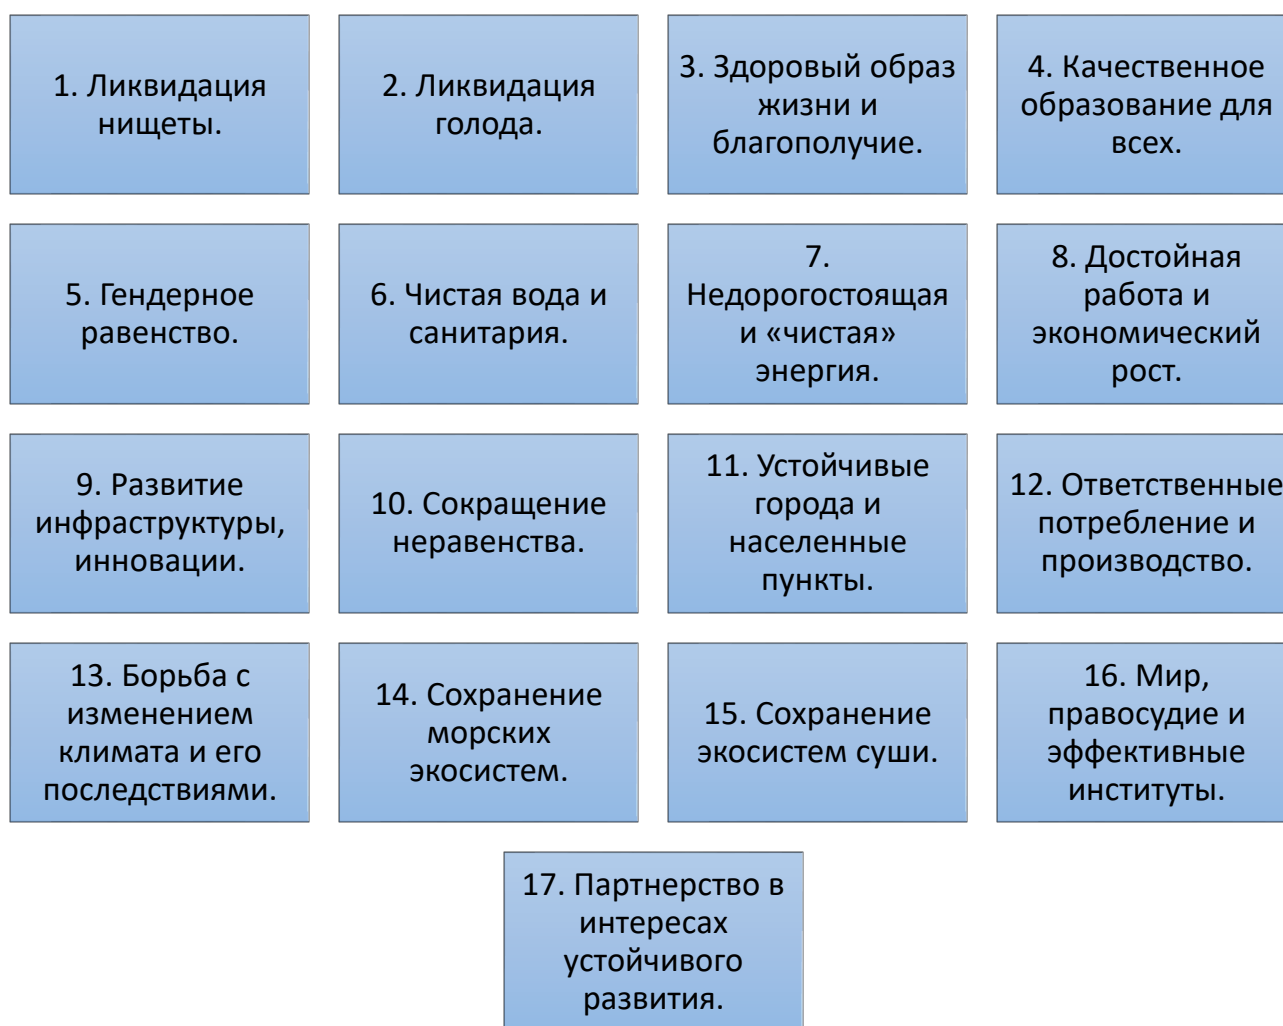 1. Ликвидация
нищеты.
2. Ликвидация
голода.
3. Здоровый образ
жизни и
благополучие.
4. Качественное
образование для
всех.
5. Гендерное
равенство.
6. Чистая вода и
санитария.
7.
Недорогостоящая
и «чистая»
энергия.
8. Достойная
работа и
экономический
рост.
9. Развитие
инфраструктуры,
инновации.
10. Сокращение
неравенства.
11. Устойчивые
города и
населенные
пункты.
12. Ответственные
потребление и
производство.
13. Борьба с
изменением
климата и его
последствиями.
14. Сохранение
морских
экосистем.
15. Сохранение
экосистем суши.
16. Мир,
правосудие и
эффективные
институты.
17. Партнерство в
интересах
устойчивого
развития.